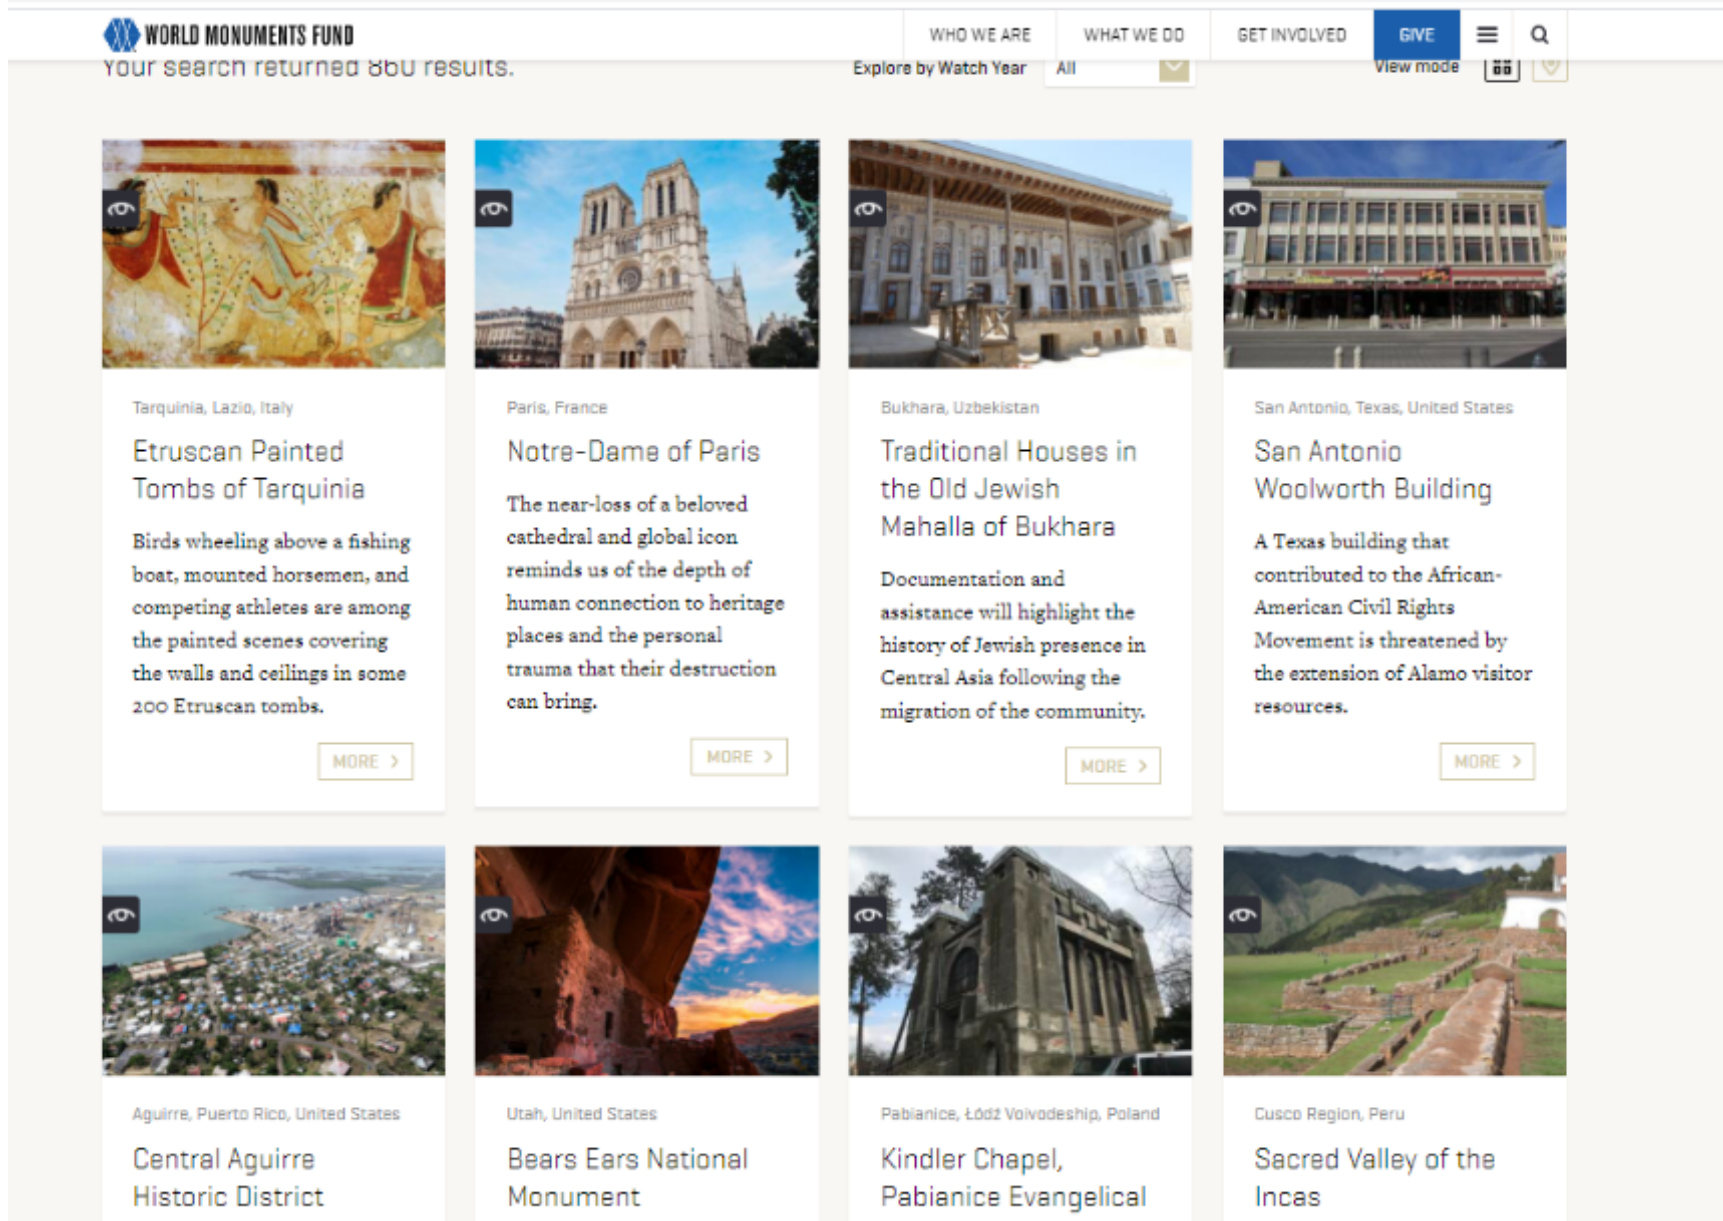 WORLD MONUMENTS FUND
WHO WE ARE
WHAT WE DO
GET INVOLVED
GIVE
Your search returned 860 results.
Explore by Watch Year
All
View mode
Tarquinia, Lazio, Italy
Etruscan Painted
Tombs of Tarquinia
Birds wheeling above a fishing
boat, mounted horsemen, and
competing athletes are among
the painted scenes covering
the walls and ceilings in some
200 Etruscan tombs.
MORE >
Paris, France
Notre-Dame of Paris
The near-loss of a beloved
cathedral and global icon
reminds us of the depth of
human connection to heritage
places and the personal
trauma that their destruction
can bring.
MORE >
Bukhara, Uzbekistan
Traditional Houses in
the Old Jewish
Mahalla of Bukhara
Documentation and
assistance will highlight the
history of Jewish presence in
Central Asia following the
migration of the community.
MORE >
San Antonio, Texas, United States
San Antonio
Woolworth Building
A Texas building that
contributed to the African-
American Civil Rights
Movement is threatened by
the extension of Alamo visitor
resources.
MORE >
Aguirre, Puerto Rico, United States
Central Aguirre
Historic District
Utah, United States
Bears Ears National
Monument
Pabianice, Łódź Voivodeship, Poland
Kindler Chapel,
Pabianice Evangelical
Cusco Region, Peru
Sacred Valley of the
Incas